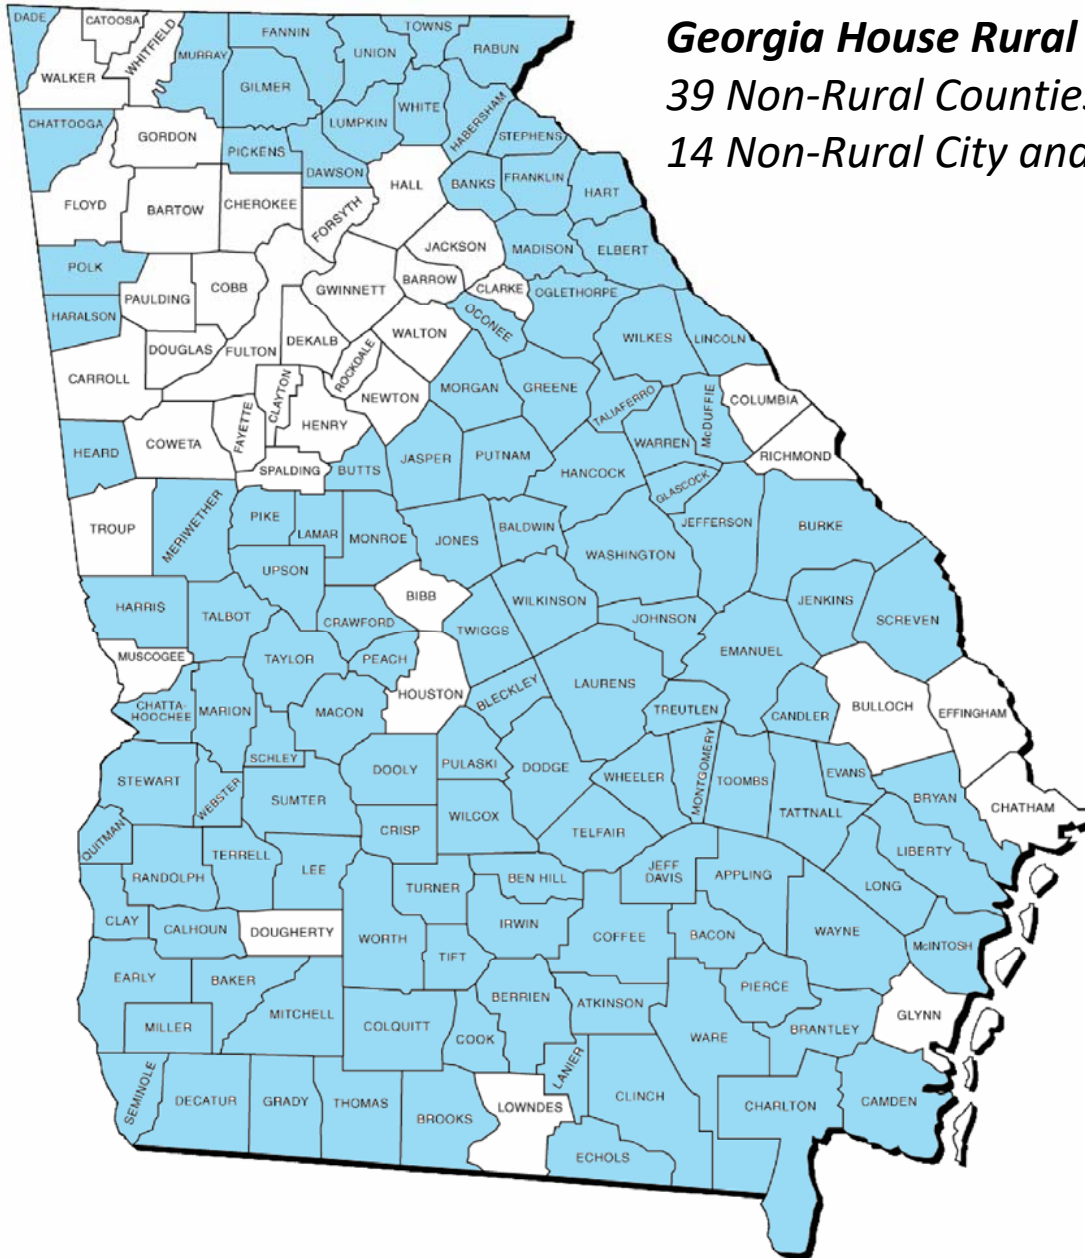 Georgia House Rural
39 Non-Rural Counties
14 Non-Rural City and
DADE
CATOOSA
WHITFIELD
MURRAY
FANNIN
UNION
TOWNS
RABUN
WALKER
GILMER
WHITE
HABERSHAM
LUMPKIN
STEPHENS
CHATTOOGA
GORDON
PICKENS
DAWSON
HALL
BANKS
FRANKLIN
HART
FLOYD
BARTOW
CHEROKEE
FORSYTH
JACKSON
MADISON
ELBERT
POLK
PAULDING
COBB
GWINNETT
BARROW
CLARKE
OGLETHORPE
HARALSON
DOUGLAS
FULTON
DEKALB
ROCKDALE
WALTON
OCONEE
WILKES
LINCOLN
CARROLL
CLAYTON
FAYETTE
HENRY
NEWTON
MORGAN
GREENE
TALIAFERRO
McDUFFIE
COLUMBIA
HEARD
COWETA
SPALDING
BUTTS
JASPER
PUTNAM
HANCOCK
WARREN
RICHMOND
GLASCOCK
TROUP
MERIWETHER
PIKE
LAMAR
MONROE
JONES
BALDWIN
WASHINGTON
JEFFERSON
BURKE
UPSON
HARRIS
TALBOT
CRAWFORD
BIBB
TWIGGS
WILKINSON
JOHNSON
JENKINS
SCREVEN
MUSCOGEE
TAYLOR
PEACH
HOUSTON
BLECKLEY
LAURENS
EMANUEL
CHATTA-
HOOCHEE
MARION
MACON
TREUTLEN
CANDLER
BULLOCH
EFFINGHAM
SCHLEY
DOOLY
PULASKI
DODGE
WHEELER
MONTGOMERY
TOOMBS
EVANS
BRYAN
CHATHAM
STEWART
WEBSTER
SUMTER
CRISP
WILCOX
TELFAIR
TATTNALL
QUITMAN
TERRELL
LEE
LIBERTY
RANDOLPH
TURNER
BEN HILL
JEFF
DAVIS
APPLING
LONG
CLAY
CALHOUN
DOUGHERTY
WORTH
IRWIN
COFFEE
BACON
WAYNE
McINTOSH
TIFT
EARLY
BAKER
MITCHELL
BERRIEN
ATKINSON
PIERCE
MILLER
COLQUITT
COOK
WARE
BRANTLEY
GLYNN
SEMINOLE
DECATUR
GRADY
THOMAS
BROOKS
LOWNDES
LANIER
CLINCH
CHARLTON
CAMDEN
ECHOLS